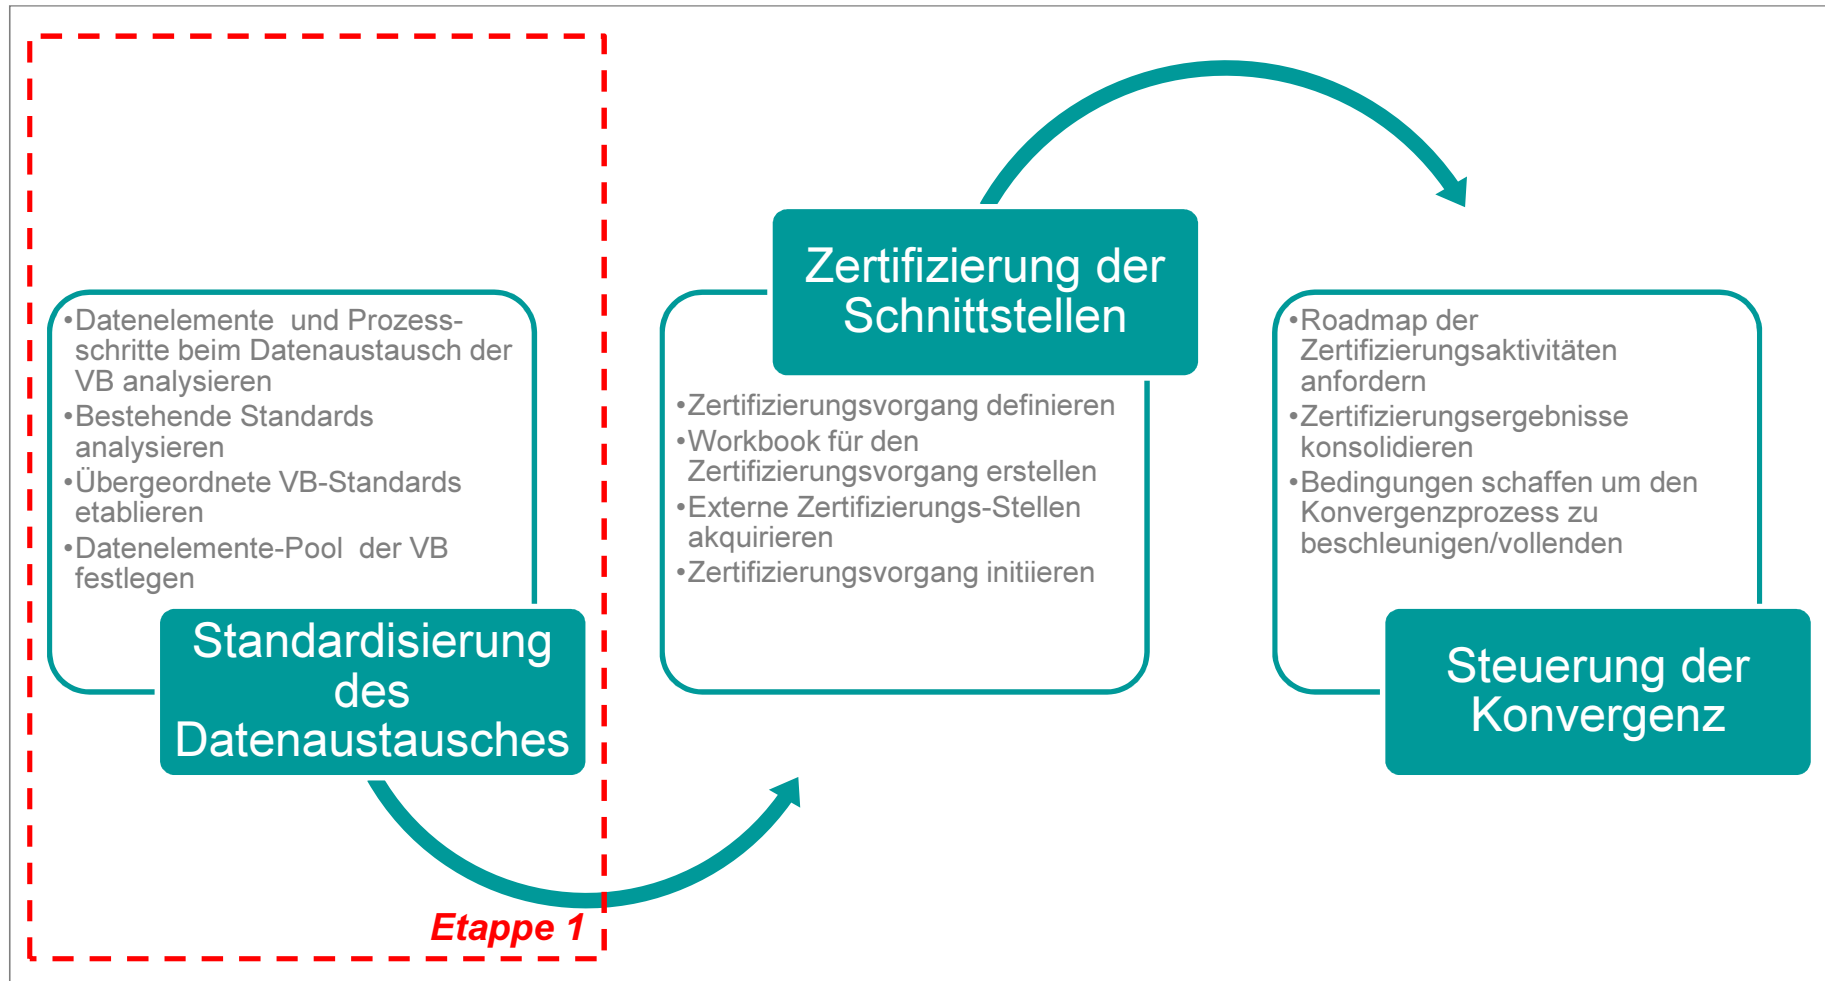 •Datenelemente und Prozess-
schritte beim Datenaustausch der
VB analysieren
•Bestehende Standards
analysieren
•Übergeordnete VB-Standards
etablieren
•Datenelemente-Pool der VB
festlegen
Standardisierung
des
Datenaustausches
Etappe 1
Zertifizierung der
Schnittstellen
•Zertifizierungsvorgang definieren
•Workbook für den
Zertifizierungsvorgang erstellen
•Externe Zertifizierungs-Stellen
akquirieren
•Zertifizierungsvorgang initiieren
•Roadmap der
Zertifizierungsaktivitäten
anfordern
•Zertifizierungsergebnisse
konsolidieren
•Bedingungen schaffen um den
Konvergenzprozess zu
beschleunigen/vollenden
Steuerung der
Konvergenz